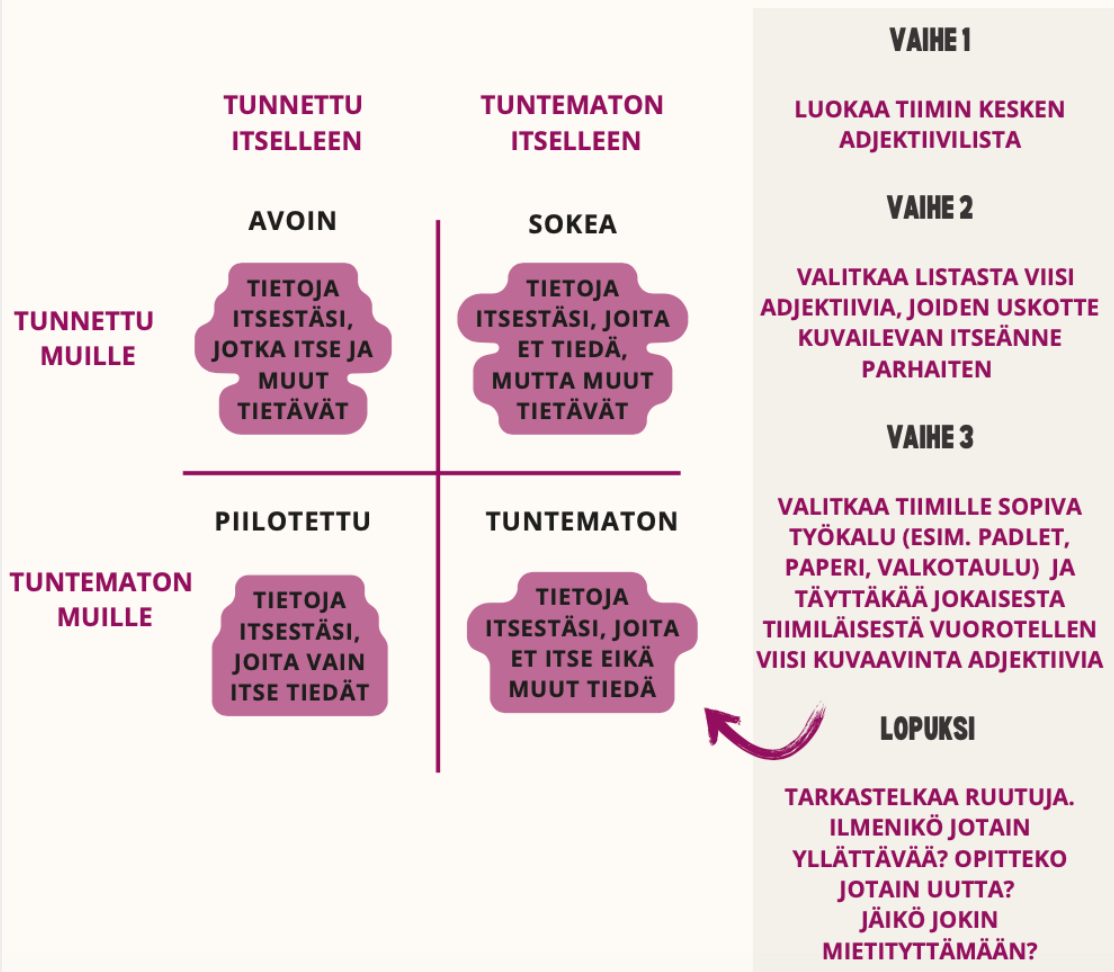 TUNNETTU
ITSELLEEN
TUNTEMATON
ITSELLEEN
TUNNETTU
MUILLE
AVOIN
TIETOJA
ITSESTÄSI,
JOTKA ITSE JA
MUUT
TIETÄVÄT
SOKEA
TIETOJA
ITSESTÄSI, JOITA
ET TIEDÄ,
MUTTA MUUT
TIETÄVÄT
TUNTEMATON
MUILLE
PIILOTETTU
TIETOJA
ITSESTÄSI,
JOITA VAIN
ITSE TIEDÄT
TUNTEMATON
TIETOJA
ITSESTÄSI, JOITA
ET ITSE EIKÄ
MUUT TIEDÄ
VAIHE 1
LUOKAA TIIMIN KESKEN
ADJEKTIIVILISTA
VAIHE 2
VALITKAA LISTASTA VIISI
ADJEKTIIVIA, JOIDEN USKOTTE
KUVAILEVAN ITSEÄNNE
PARHAITEN
VAIHE 3
VALITKAA TIIMILLE SOPIVA
TYÖKALU (ESIM. PADLET,
PAPERI, VALKOTAULU) JA
TÄYTTÄKÄÄ JOKAISESTA
TIIMILÄISESTÄ VUOROTELLEN
VIISI KUVAAVINTA ADJEKTIIVIA
LOPUKSI
TARKASTELKAA RUUTUJA.
ILMENIKÖ JOTAIN
YLLÄTTÄVÄÄ? OPITTEKO
JOTAIN UUTTA?
JÄIKÖ JOKIN
MIETITYTTÄMÄÄN?